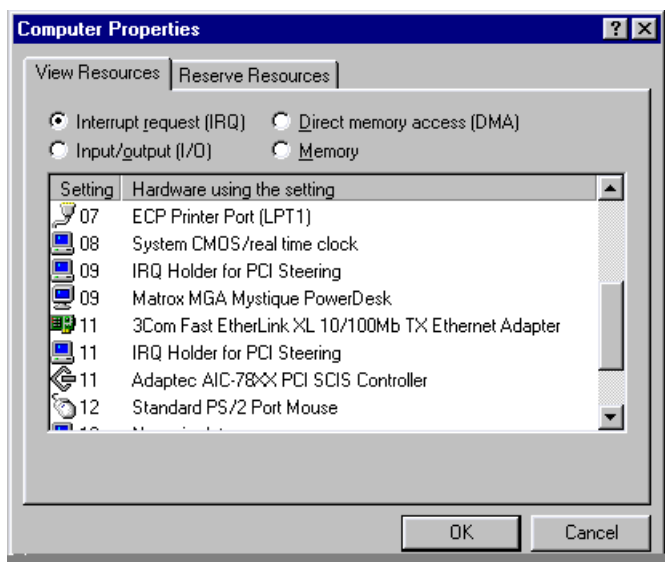 Computer Properties
View Resources Reserve Resources
Interrupt request (IRQ) Direct memory access (DMA)
Input/output (I/O) Memory
Setting Hardware using the setting
07 ECP Printer Port (LPT1)
08 System CMOS/real time clock
09 IRQ Holder for PCI Steering
09 Matrox MGA Mystique PowerDesk
11 3Com Fast EtherLink XL 10/100Mb TX Ethernet Adapter
11 IRQ Holder for PCI Steering
11 Adaptec AIC-78XX PCI SCIS Controller
12 Standard PS/2 Port Mouse
OK Cancel